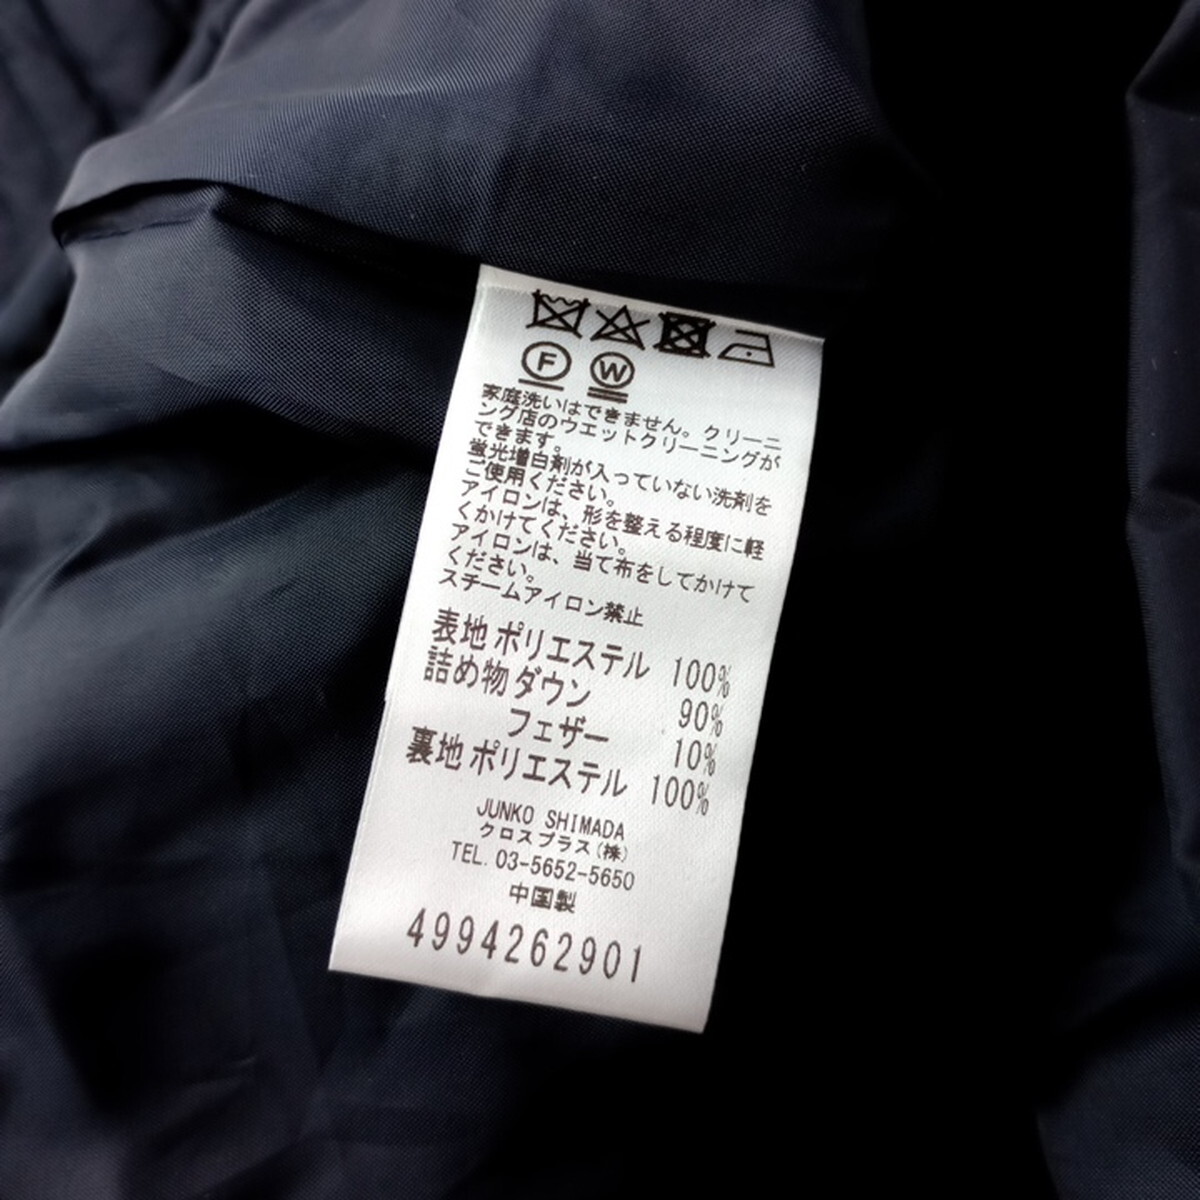 F W
家庭洗いはできません。クリーニ
ング店のウエットクリーニングが
できます。
蛍光増白剤が入っていない洗剤を
ご使用ください。
アイロンは、形を整える程度に軽
くかけてください。
アイロンは、当て布をしてかけて
ください。
スチームアイロン禁止
表地 ポリエステル 100%
詰め物 ダウン 90%
フェザー 10%
裏地 ポリエステル 100%
JUNKO SHIMADA
クロスプラス(株)
TEL. 03-5652-5650
中国製
4994262901